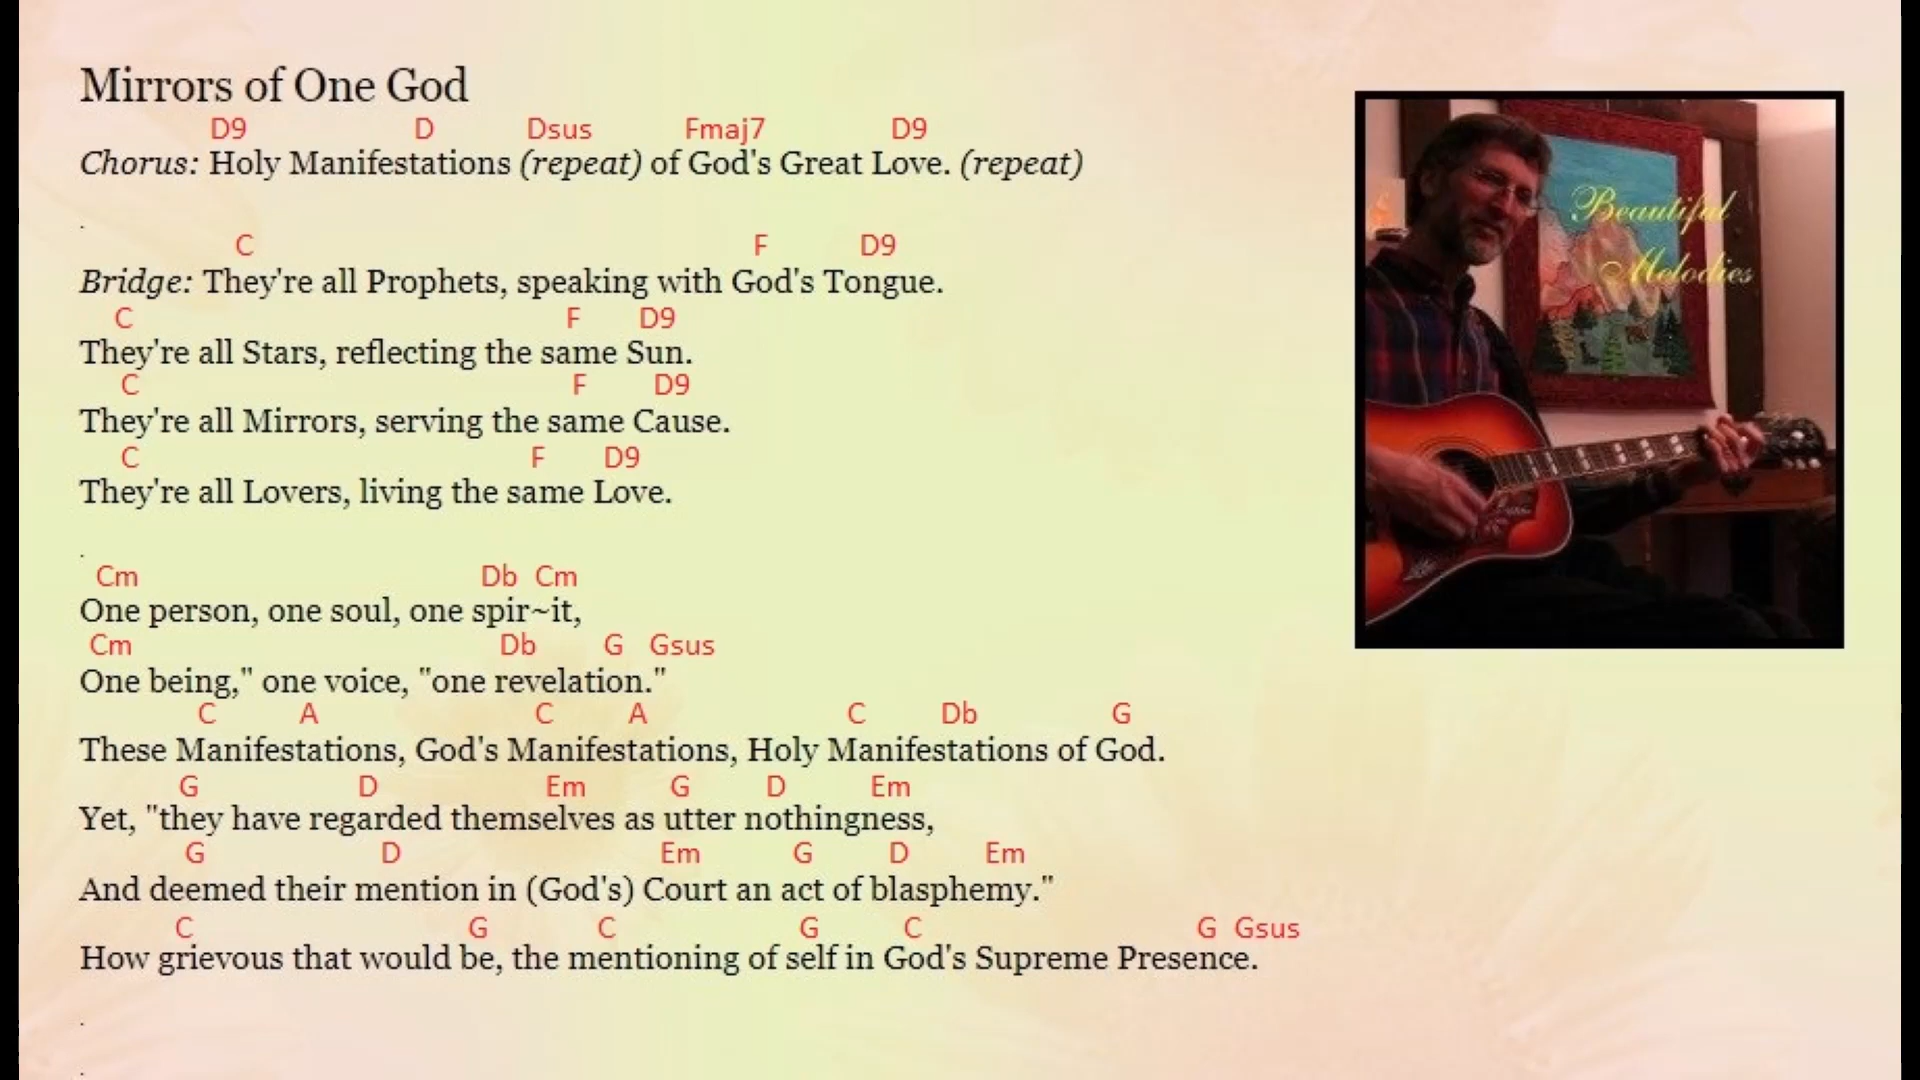 Mirrors of One God
D9 D Dsus Fmaj7 D9
Chorus: Holy Manifestations (repeat) of God's Great Love. (repeat)
.
C F D9
Bridge: They're all Prophets, speaking with God's Tongue.
C F D9
They're all Stars, reflecting the same Sun.
C F D9
They're all Mirrors, serving the same Cause.
C F D9
They're all Lovers, living the same Love.
.
Cm Db Cm
One person, one soul, one spir~it,
Cm Db G Gsus
One being," one voice, "one revelation."
C A C A C Db G
These Manifestations, God's Manifestations, Holy Manifestations of God.
G D Em G D Em
Yet, "they have regarded themselves as utter nothingness,
G D Em G D Em
And deemed their mention in (God's) Court an act of blasphemy."
C G C G C G Gsus
How grievous that would be, the mentioning of self in God's Supreme Presence.
.
.
Beautiful
Melodies